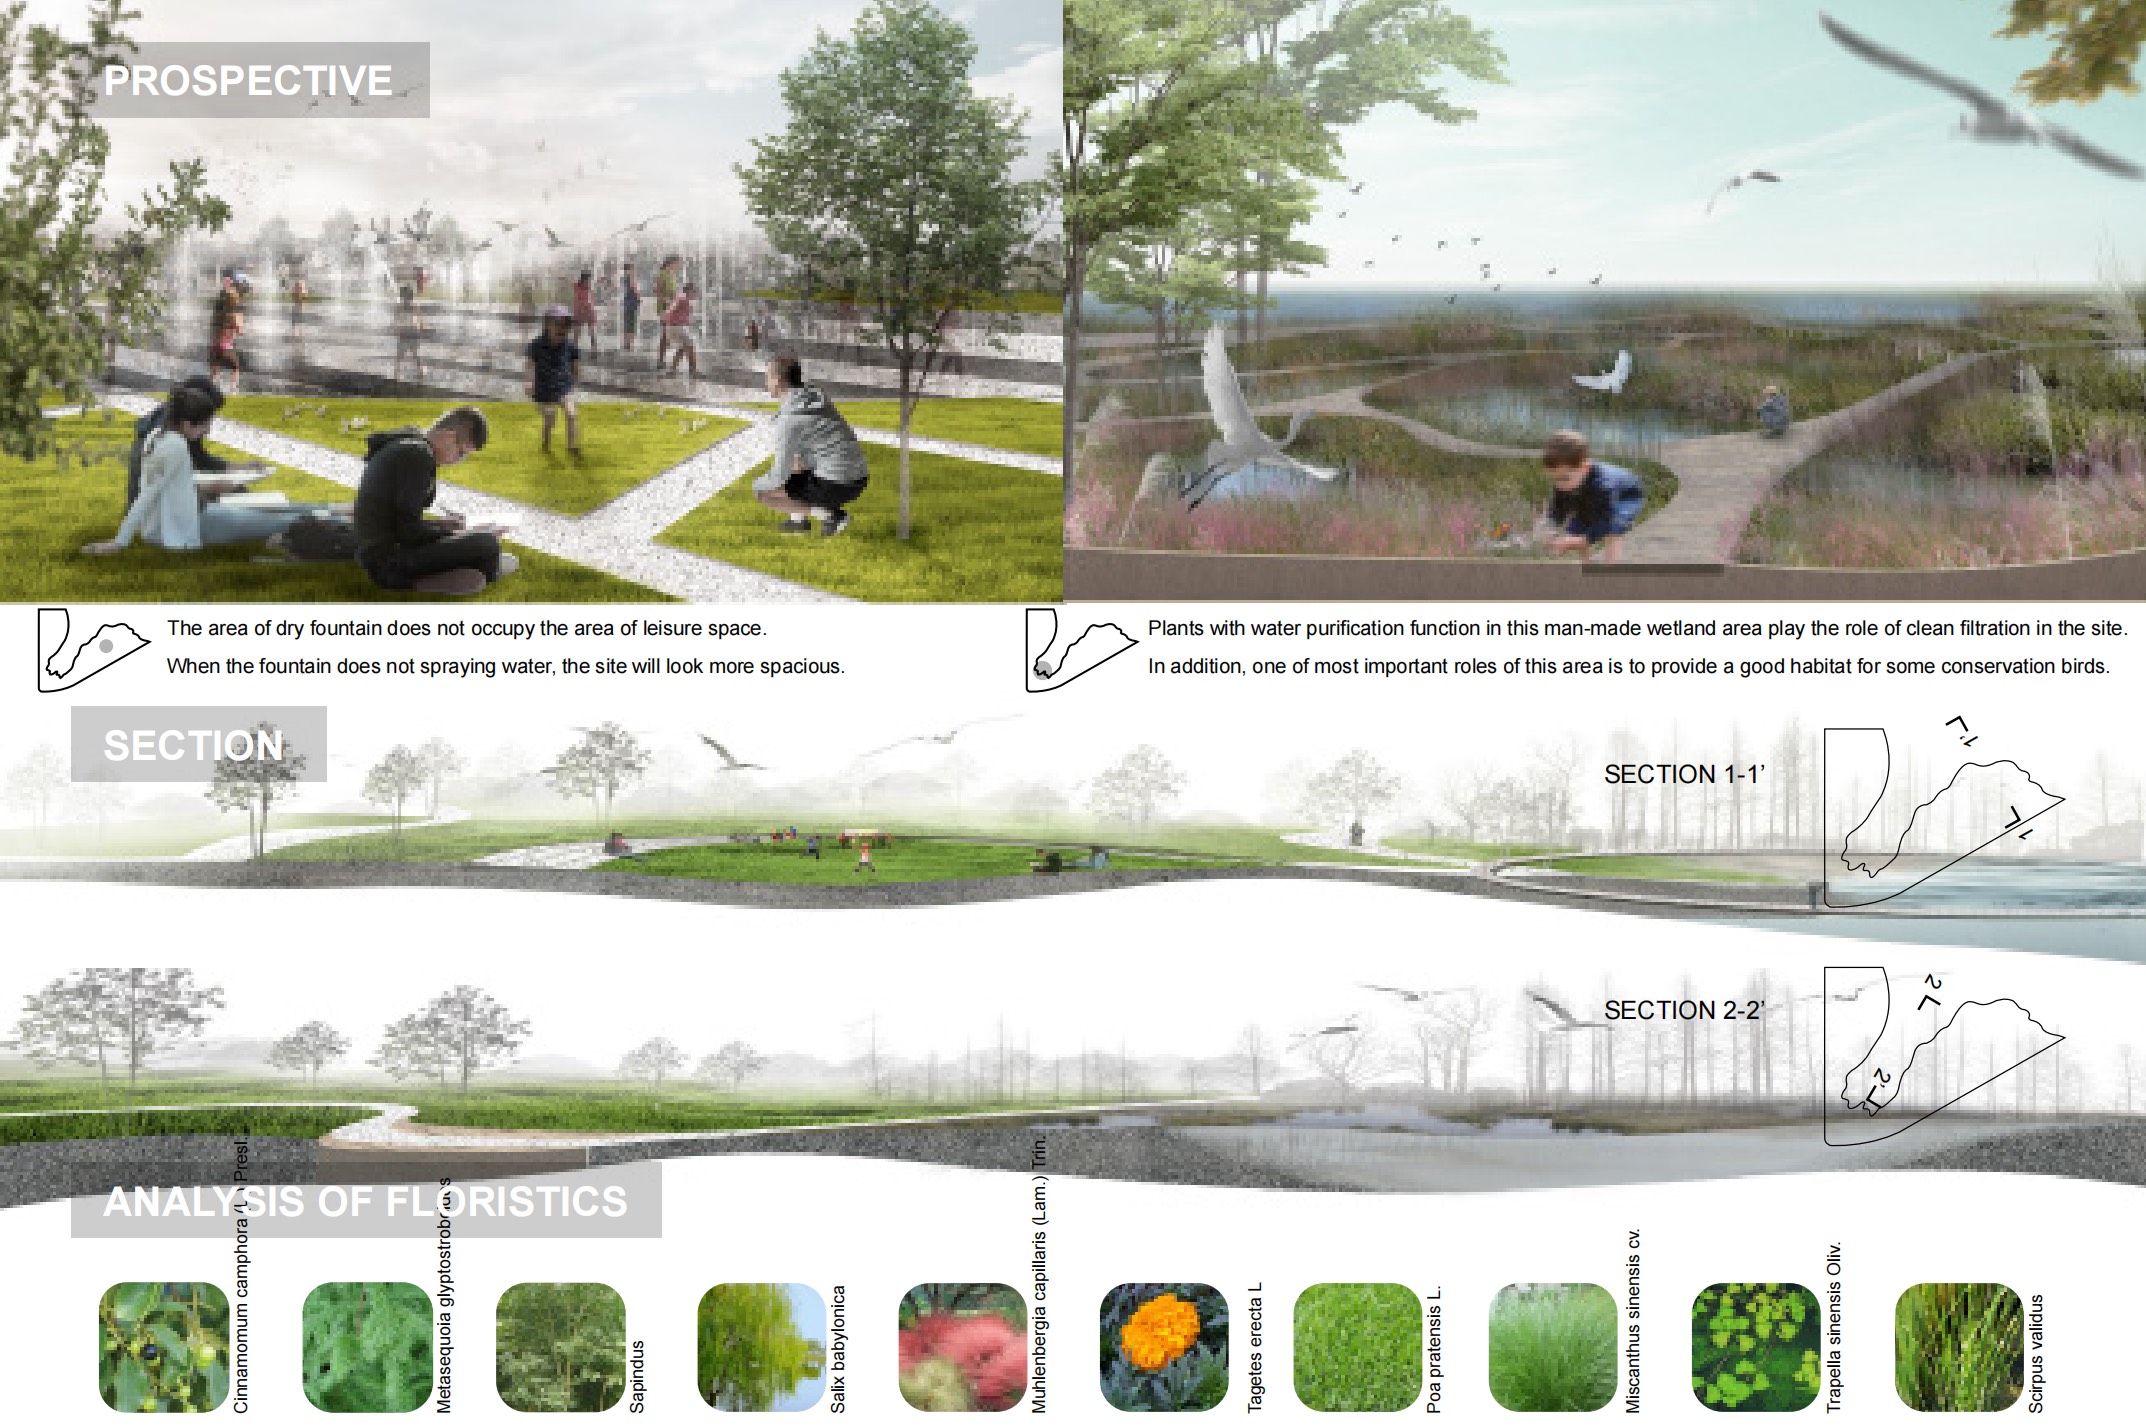 PROSPECTIVE
The area of dry fountain does not occupy the area of leisure space.
When the fountain does not spraying water, the site will look more spacious.
Plants with water purification function in this man-made wetland area play the role of clean filtration in the site.
In addition, one of most important roles of this area is to provide a good habitat for some conservation birds.
SECTION
SECTION 1-1'
1'
1
SECTION 2-2'
2
2'
ANALYSIS OF FLORISTICS
Cinnamomum camphora (L.) Presl.
Metasequoia glyptostroboides
Sapindus
Salix babylonica
Muhlenbergia capillaris (Lam.) Trin.
Tagetes erecta L
Poa pratensis L.
Miscanthus sinensis cv.
Trapella sinensis Oliv.
Scirpus validus